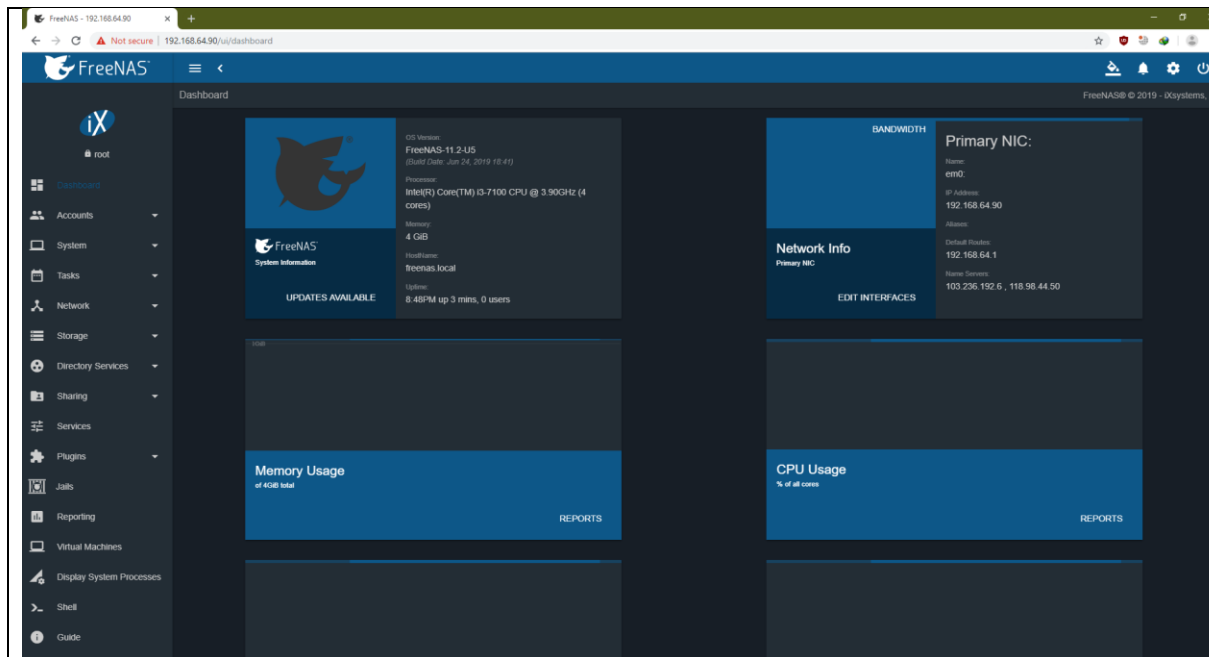 FreeNAS - 192.168.64.90
Not secure
192.168.64.90/ui/dashboard
FreeNAS
Dashboard
FreeNAS® © 2019 - iXsystems,
iX
root
Dashboard
Accounts
System
Tasks
Network
Storage
Directory Services
Sharing
Services
Plugins
Jails
Reporting
Virtual Machines
Display System Processes
Shell
Guide
FreeNAS
System Information
UPDATES AVAILABLE
OS Version:
FreeNAS-11.2-U5
(Build Date: Jun 24, 2019 18:41)
Processor:
Intel(R) Core(TM) i3-7100 CPU @ 3.90GHz (4
cores)
Memory:
4 GiB
HostName:
freenas.local
Uptime:
8:48PM up 3 mins, 0 users
BANDWIDTH
Network Info
Primary NIC
EDIT INTERFACES
Primary NIC:
Name:
em0:
IP Address:
192.168.64.90
Aliases:
Default Routes:
192.168.64.1
Name Servers:
103.236.192.6 , 118.98.44.50
Memory Usage
of 4GiB total
REPORTS
CPU Usage
% of all cores
REPORTS